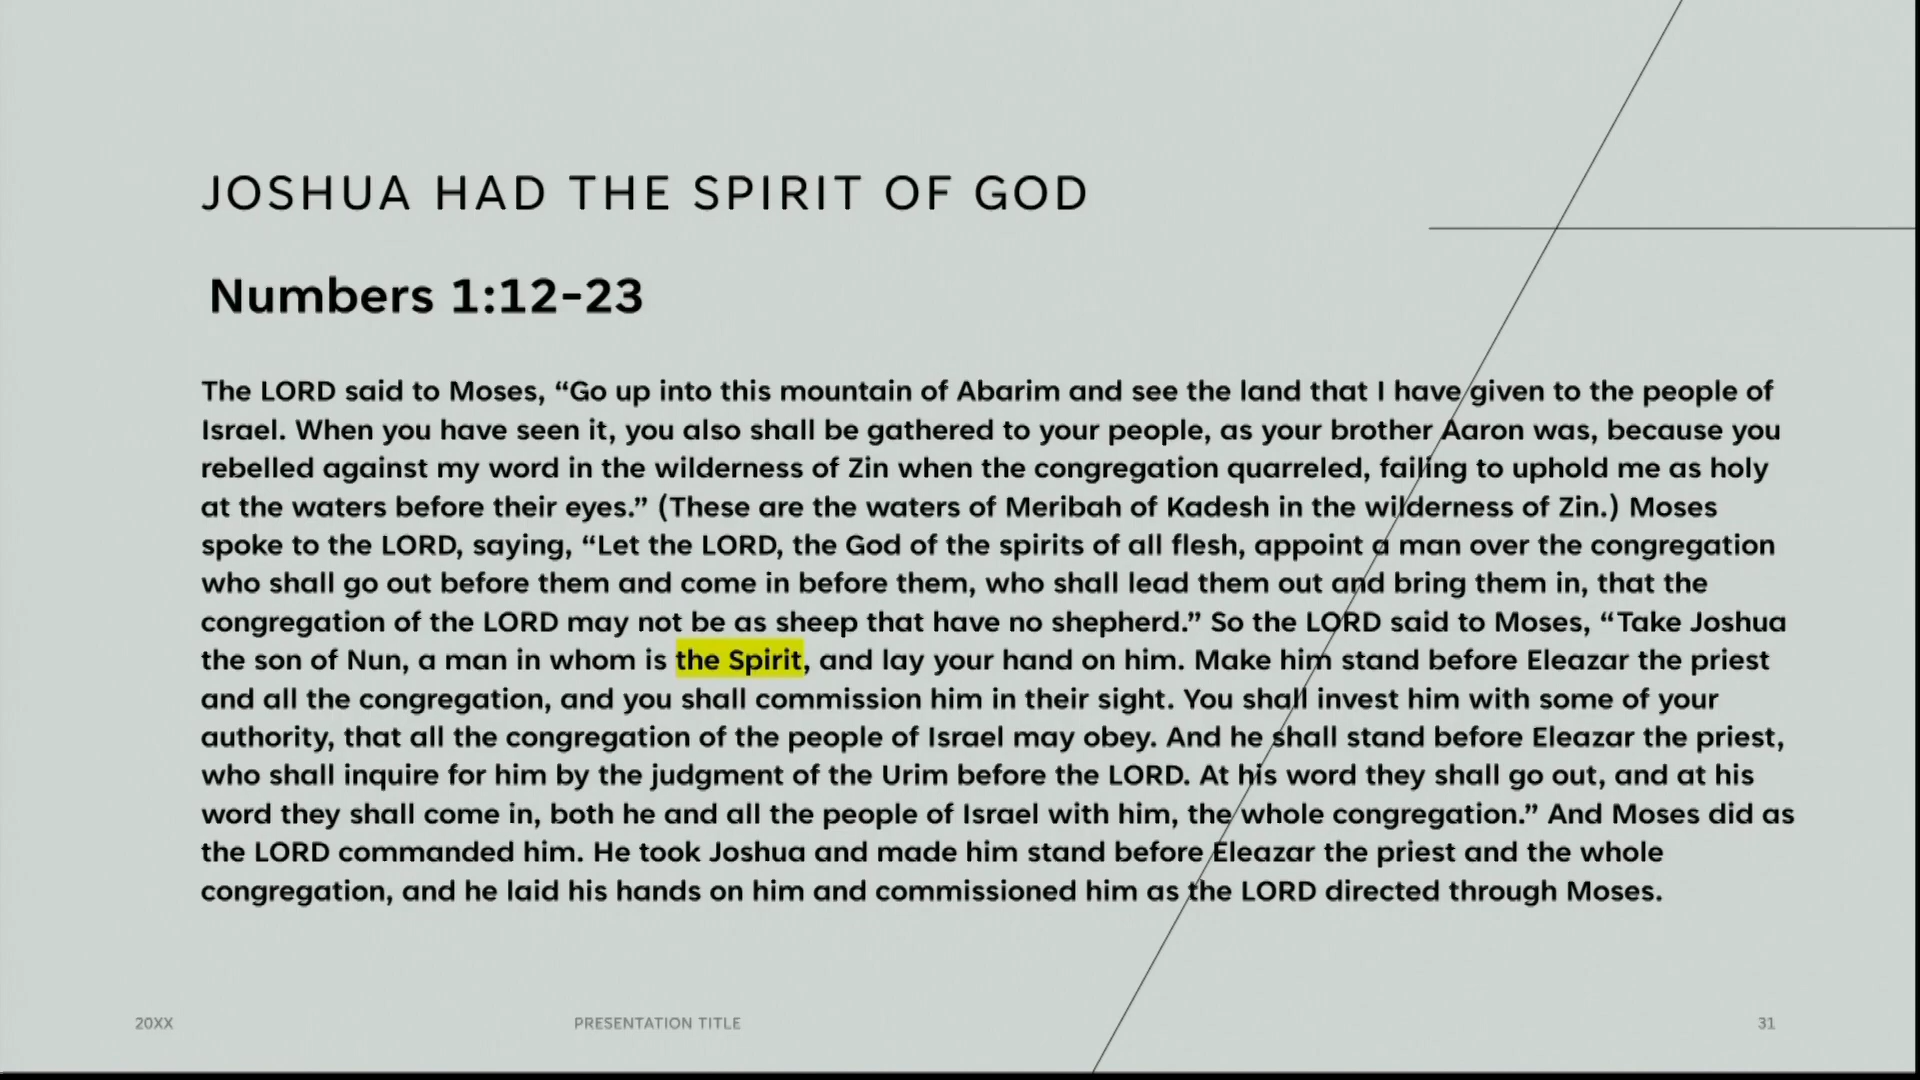 JOSHUA HAD THE SPIRIT OF GOD
Numbers 1:12-23
The LORD said to Moses, “Go up into this mountain of Abarim and see the land that I have given to the people of
Israel. When you have seen it, you also shall be gathered to your people, as your brother Aaron was, because you
rebelled against my word in the wilderness of Zin when the congregation quarreled, failing to uphold me as holy
at the waters before their eyes.” (These are the waters of Meribah of Kadesh in the wilderness of Zin.) Moses
spoke to the LORD, saying, “Let the LORD, the God of the spirits of all flesh, appoint a man over the congregation
who shall go out before them and come in before them, who shall lead them out and bring them in, that the
congregation of the LORD may not be as sheep that have no shepherd.” So the LORD said to Moses, “Take Joshua
the son of Nun, a man in whom is the Spirit, and lay your hand on him. Make him stand before Eleazar the priest
and all the congregation, and you shall commission him in their sight. You shall invest him with some of your
authority, that all the congregation of the people of Israel may obey. And he shall stand before Eleazar the priest,
who shall inquire for him by the judgment of the Urim before the LORD. At his word they shall go out, and at his
word they shall come in, both he and all the people of Israel with him, the whole congregation.” And Moses did as
the LORD commanded him. He took Joshua and made him stand before Eleazar the priest and the whole
congregation, and he laid his hands on him and commissioned him as the LORD directed through Moses.
20XX
PRESENTATION TITLE
31